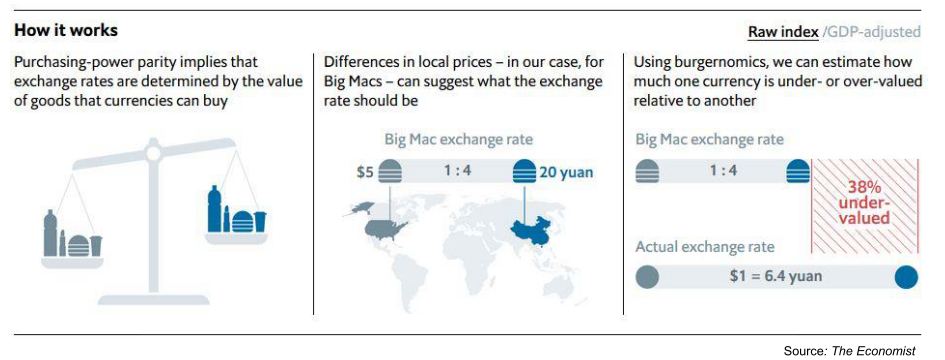 How it works
Raw index /GDP-adjusted
Purchasing-power parity implies that
exchange rates are determined by the value
of goods that currencies can buy
Differences in local prices – in our case, for
Big Macs – can suggest what the exchange
rate should be
Big Mac exchange rate
$5 1 : 4 20 yuan
Using burgernomics, we can estimate how
much one currency is under- or over-valued
relative to another
Big Mac exchange rate
1 : 4
38%
under-
valued
Actual exchange rate
$1 = 6.4 yuan
Source: The Economist